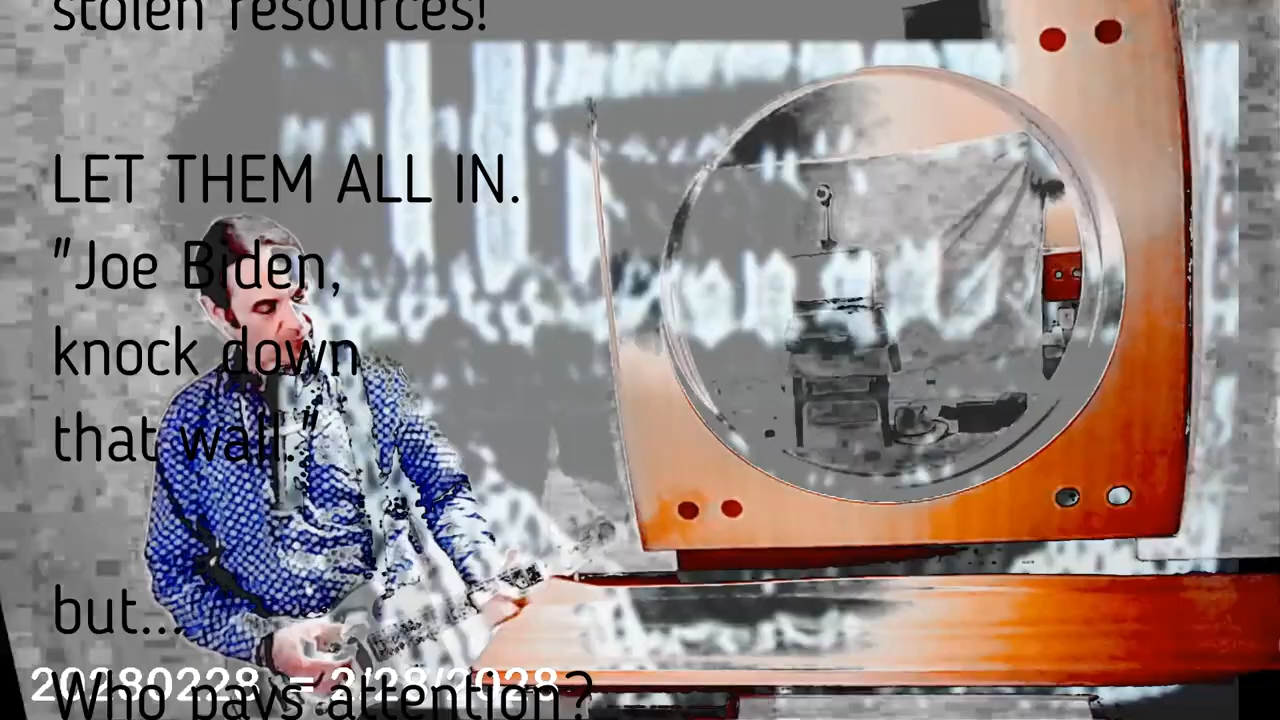 stolen resources!
LET THEM ALL IN.
"Joe Biden,
knock down
that wall."
but...
20280228 = 3/28/2028
Who pays attention?